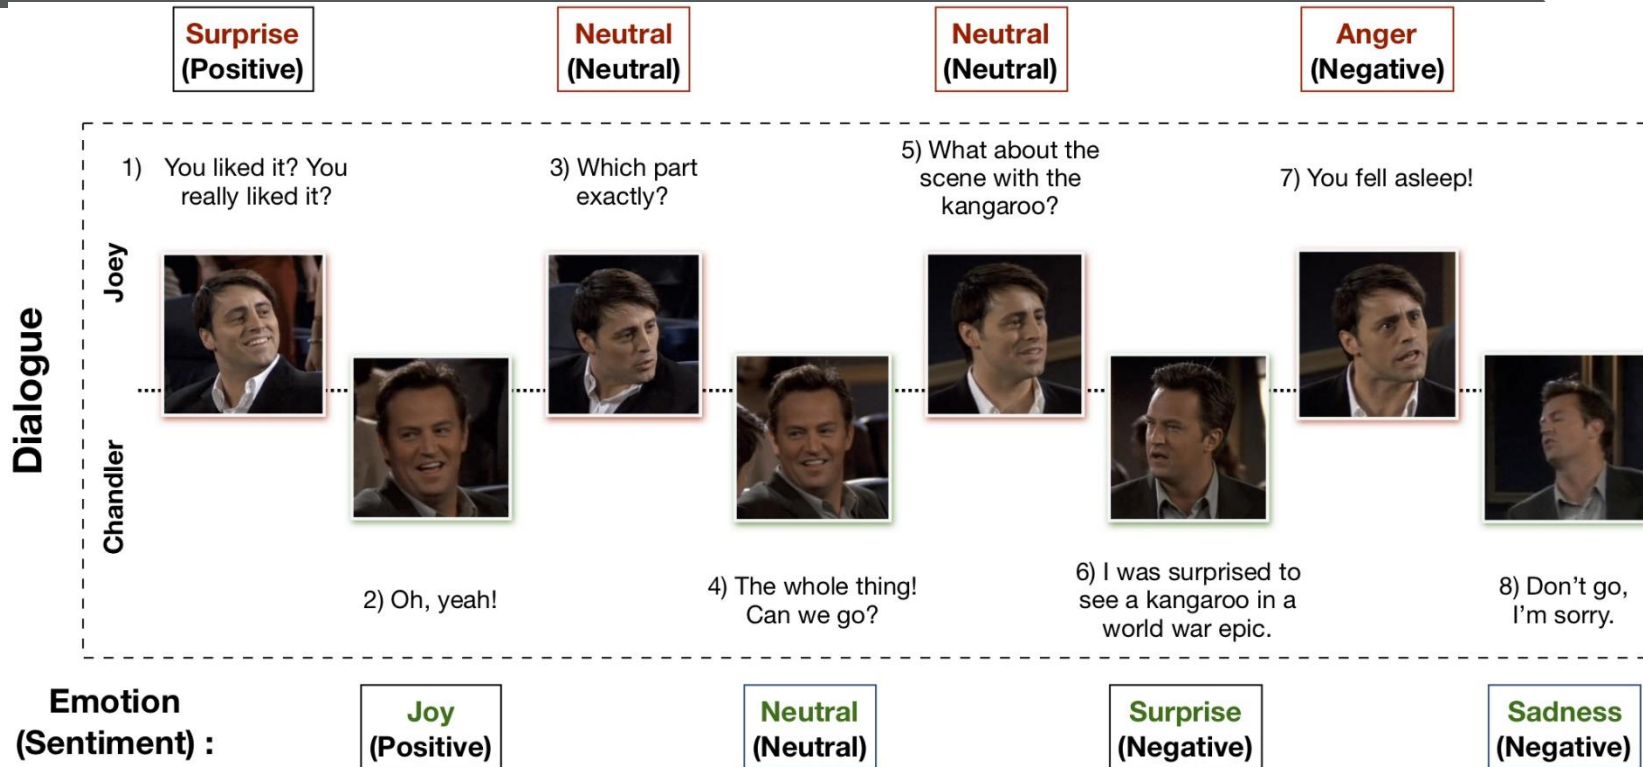 Surprise
(Positive)
Neutral
(Neutral)
Neutral
(Neutral)
Anger
(Negative)
Dialogue
Joey
Chandler
1) You liked it? You
really liked it?
2) Oh, yeah!
3) Which part
exactly?
4) The whole thing!
Can we go?
5) What about the
scene with the
kangaroo?
6) I was surprised to
see a kangaroo in a
world war epic.
7) You fell asleep!
8) Don’t go,
I’m sorry.
Emotion
(Sentiment) :
Joy
(Positive)
Neutral
(Neutral)
Surprise
(Negative)
Sadness
(Negative)